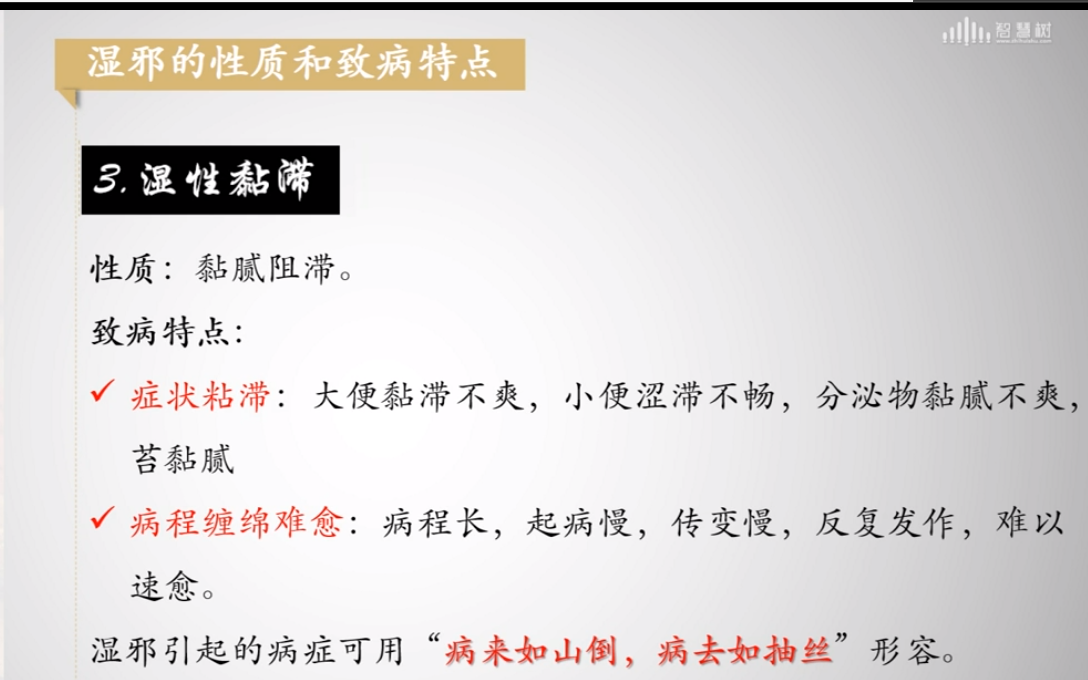 智慧树
www.zhihuishu.com
湿邪的性质和致病特点
3. 湿性黏滞
性质：黏腻阻滞。
致病特点：
✓ 症状粘滞：大便黏滞不爽，小便涩滞不畅，分泌物黏腻不爽，
苔黏腻
✓ 病程缠绵难愈：病程长，起病慢，传变慢，反复发作，难以
速愈。
湿邪引起的病症可用“病来如山倒，病去如抽丝”形容。